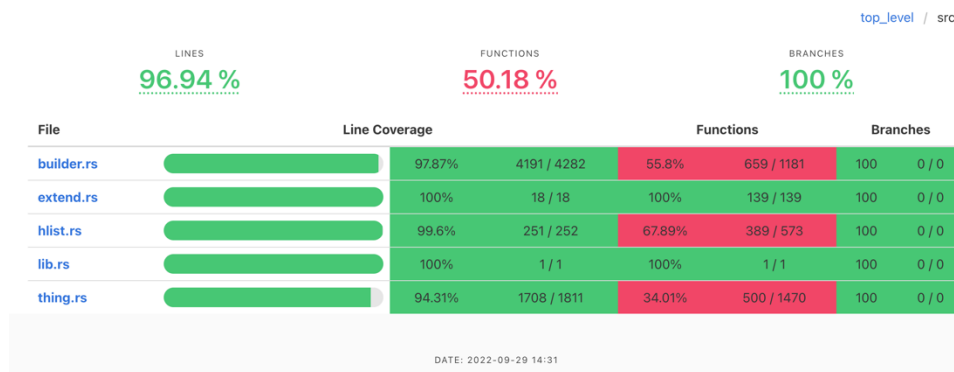 top_level / src
LINES FUNCTIONS BRANCHES
96.94 % 50.18 % 100 %
File Line Coverage Functions Branches
builder.rs 97.87% 4191 / 4282 55.8% 659 / 1181 100 0 / 0
extend.rs 100% 18 / 18 100% 139 / 139 100 0 / 0
hlist.rs 99.6% 251 / 252 67.89% 389 / 573 100 0 / 0
lib.rs 100% 1 / 1 100% 1 / 1 100 0 / 0
thing.rs 94.31% 1708 / 1811 34.01% 500 / 1470 100 0 / 0
DATE: 2022-09-29 14:31